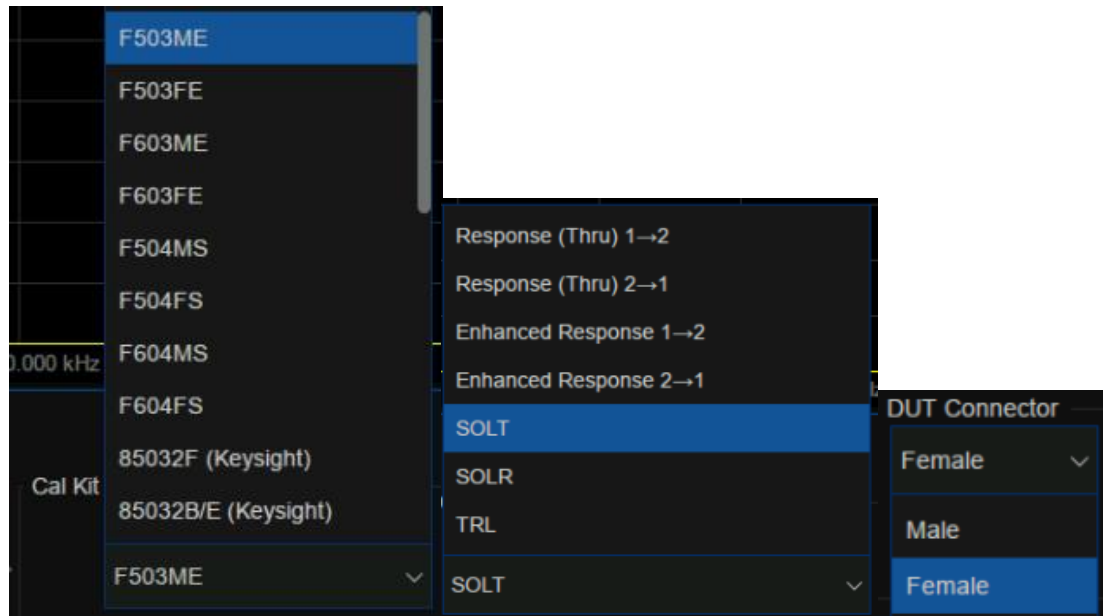 F503ME
F503FE
F603ME
F603FE
F504MS
F504FS
F604MS
F604FS
85032F (Keysight)
85032B/E (Keysight)
0.000 kHz
Cal Kit
F503ME
Response (Thru) 1→2
Response (Thru) 2→1
Enhanced Response 1→2
Enhanced Response 2→1
SOLT
SOLR
TRL
SOLT
DUT Connector
Female
Male
Female